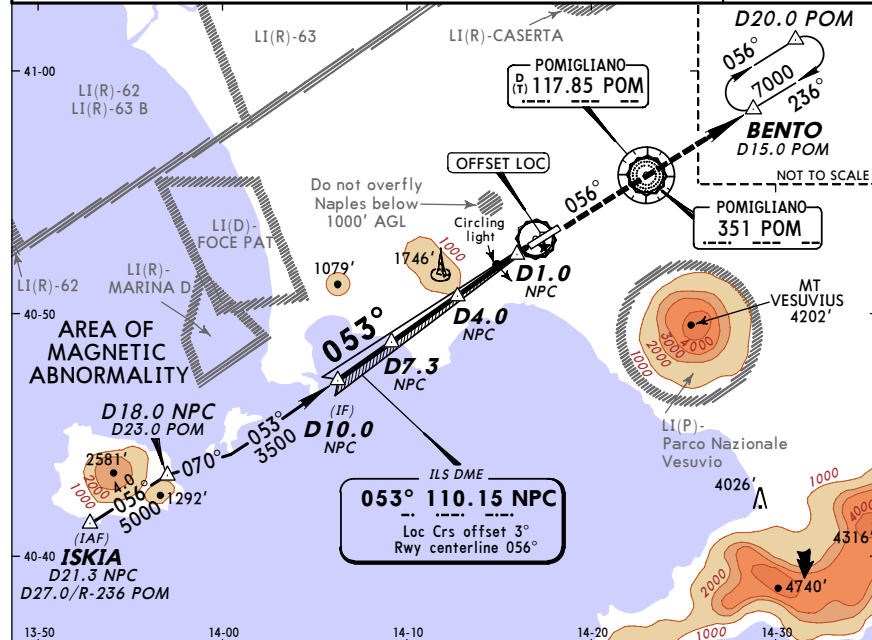 D20.0 POM
LI(R)-63
LI(R)-CASERTA
41-00
LI(R)-62
LI(R)-63 B
POMIGLIANO
D
(T) 117.85 POM
056°
7000
236°
BENTO
D15.0 POM
NOT TO SCALE
OFFSET LOC
Do not overfly
Naples below
1000' AGL
056°
POMIGLIANO
351 POM
LI(D)-
FOCE PAT
Circling
light
1000
1746'
1079'
LI(R)-62
LI(R)-
MARINA D
D1.0
NPC
MT
VESUVIUS
4202'
40-50
AREA OF
MAGNETIC
ABNORMALITY
053°
D4.0
NPC
D7.3
NPC
1000
2000
3000
4000
(IF)
D10.0
NPC
D18.0 NPC
D23.0 POM
053°
3500
070°
LI(P)-
Parco Nazionale
Vesuvio
2581'
4.0
2000
1000
056°
5000
1292'
ILS DME
053° 110.15 NPC
Loc Crs offset 3°
Rwy centerline 056°
4026'
1000
4000
4316'
(IAF)
ISKIA
D21.3 NPC
D27.0/R-236 POM
40-40
2000
4740'
1000
13-50
14-00
14-10
14-20
14-30